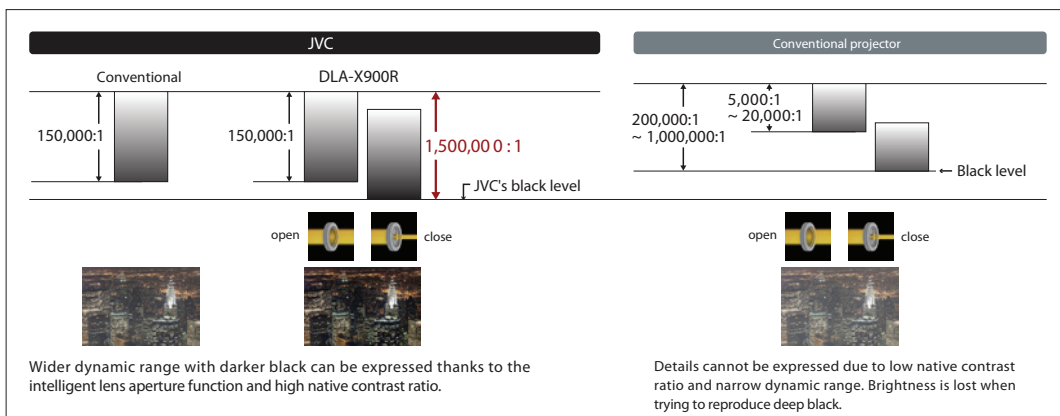 JVC
Conventional projector
Conventional
DLA-X900R
150,000:1
150,000:1
1,500,00 0 : 1
JVC's black level
5,000:1
~ 20,000:1
200,000:1
~ 1,000,000:1
Black level
open
close
open
close
Wider dynamic range with darker black can be expressed thanks to the
intelligent lens aperture function and high native contrast ratio.
Details cannot be expressed due to low native contrast
ratio and narrow dynamic range. Brightness is lost when
trying to reproduce deep black.